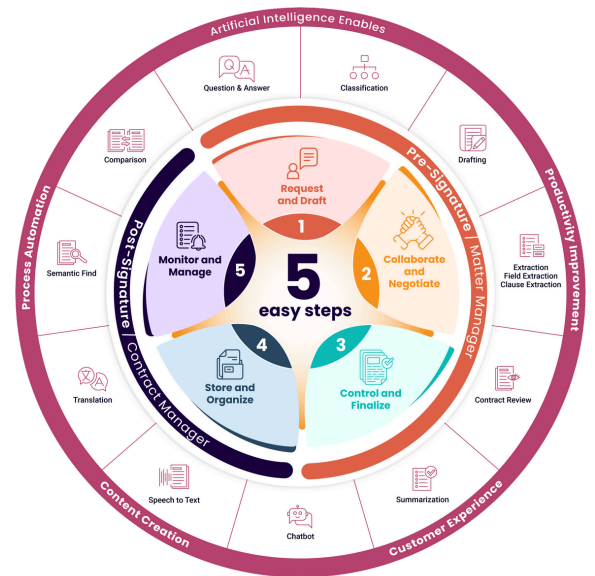 Artificial Intelligence Enables
Productivity Improvement
Customer Experience
Content Creation
Process Automation
Question & Answer
Classification
Drafting
Extraction
Field Extraction
Clause Extraction
Contract Review
Summarization
Chatbot
Speech to Text
Translation
Semantic Find
Comparison
Pre-Signature / Matter Manager
Post-Signature / Contract Manager
Request
and Draft
1
Collaborate
and
Negotiate
2
Control and
Finalize
3
Store and
Organize
4
Monitor and
Manage
5
5
easy steps
Q A